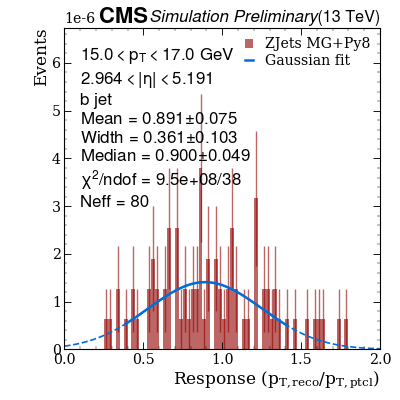 1e-6 CMS Simulation Preliminary (13 TeV)
Events
15.0 < p_T < 17.0 GeV
2.964 < |η| < 5.191
b jet
Mean = 0.891±0.075
Width = 0.361±0.103
Median = 0.900±0.049
χ²/ndof = 9.5e+08/38
Neff = 80
ZJets MG+Py8
Gaussian fit
6
5
4
3
2
1
0
0.0 0.5 1.0 1.5 2.0
Response (p_T,reco/p_T,ptcl)